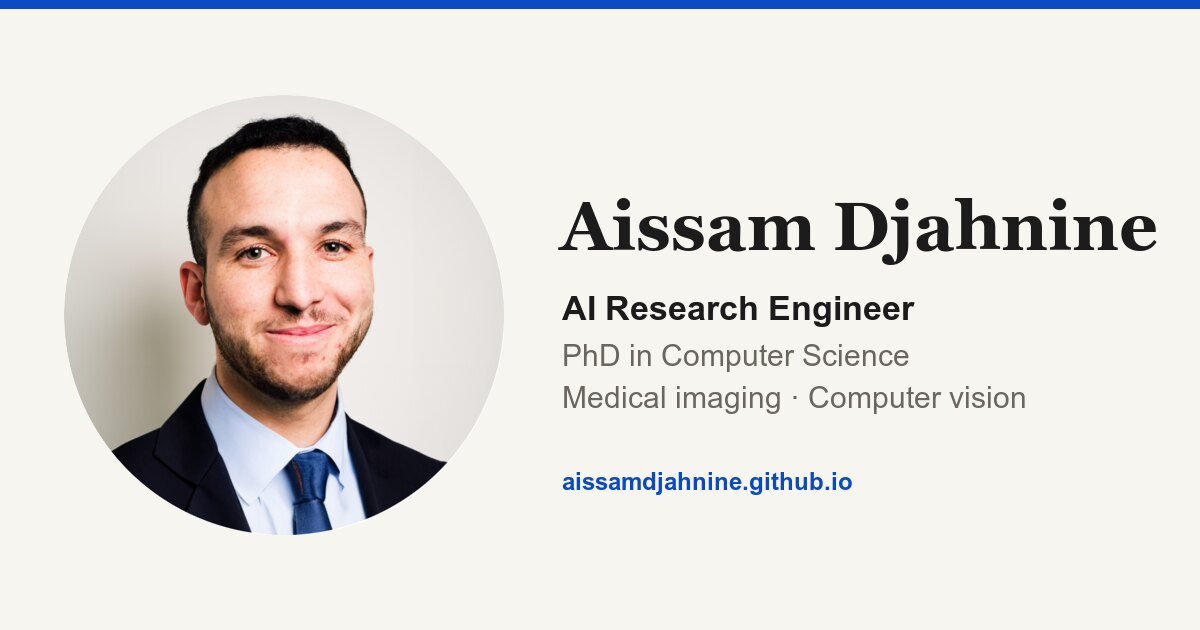 Aissam Djahnine
AI Research Engineer
PhD in Computer Science
Medical imaging · Computer vision
aissamdjahnine.github.io